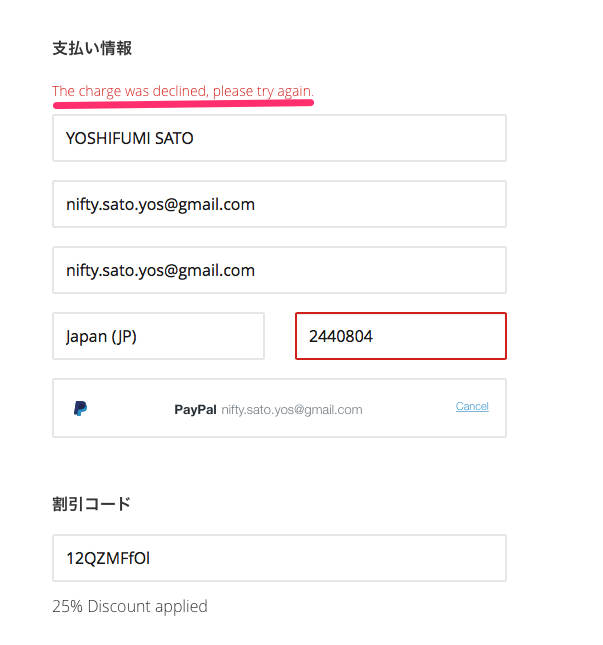 支払い情報
The charge was declined, please try again.
YOSHIFUMI SATO
nifty.sato.yos@gmail.com
nifty.sato.yos@gmail.com
Japan (JP)
2440804
PayPal nifty.sato.yos@gmail.com Cancel
割引コード
12QZMFfOl
25% Discount applied